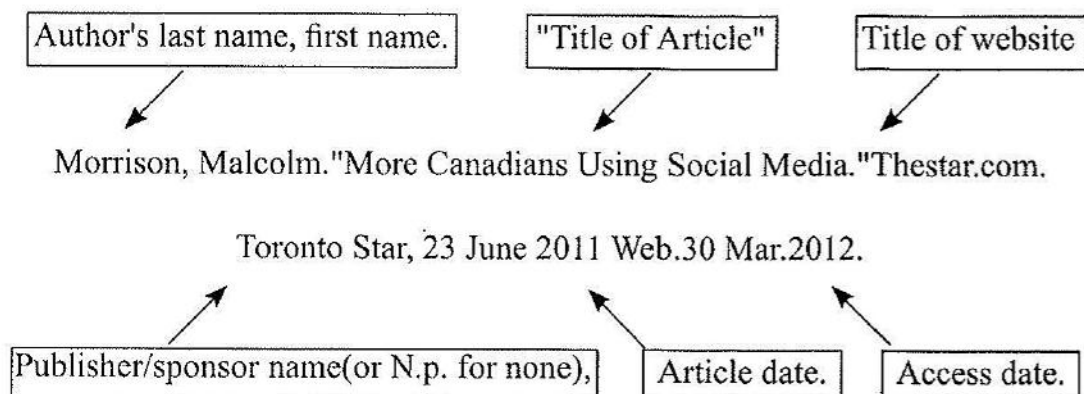 Author's last name, first name.
"Title of Article"
Title of website
Morrison, Malcolm."More Canadians Using Social Media."Thestar.com.
Toronto Star, 23 June 2011 Web.30 Mar.2012.
Publisher/sponsor name(or N.p. for none),
Article date.
Access date.